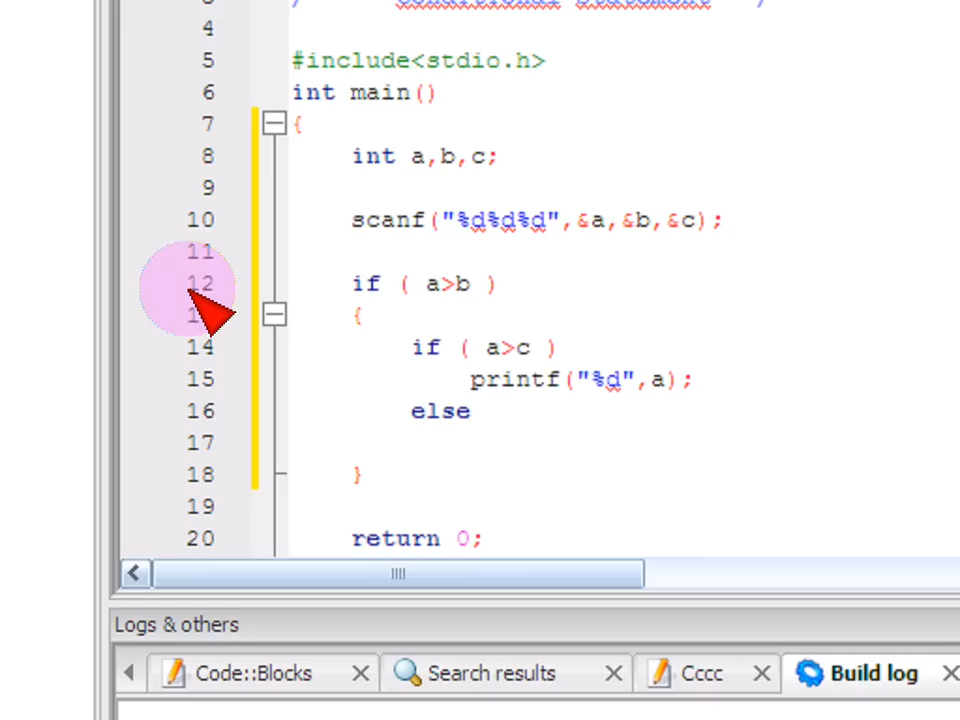 conditional statement
4
5 #include<stdio.h>
6 int main()
7 {
8 int a,b,c;
9
10 scanf("%d%d%d",&a,&b,&c);
11
12 if ( a>b )
13 {
14 if ( a>c )
15 printf("%d",a);
16 else
17
18 }
19
20 return 0;
Logs & others
Code::Blocks Search results Cccc Build log